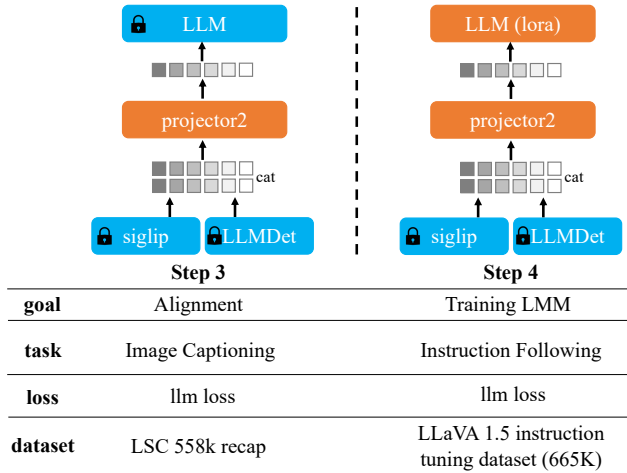 LLM
projector2
cat
siglip
LLMDet
Step 3
LLM (lora)
projector2
cat
siglip
LLMDet
Step 4
goal Alignment Training LMM
task Image Captioning Instruction Following
loss llm loss llm loss
dataset LSC 558k recap LLaVA 1.5 instruction
tuning dataset (665K)